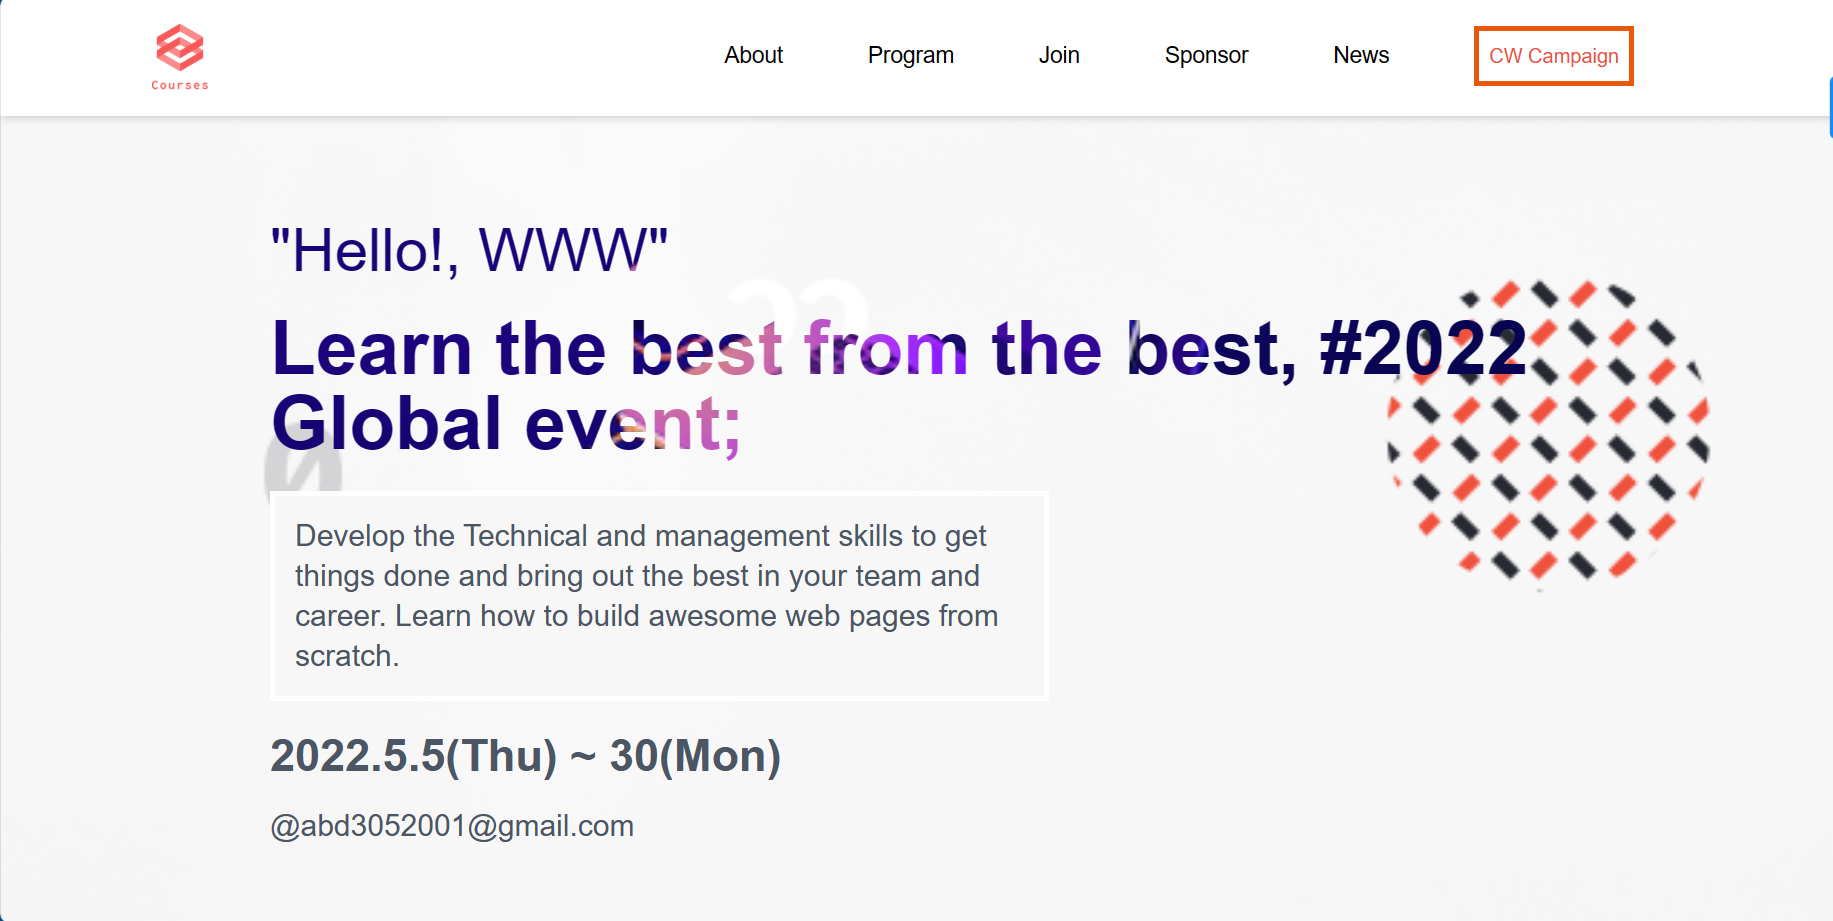 Courses
About
Program
Join
Sponsor
News
CW Campaign
"Hello!, WWW"
Learn the best from the best, #2022
Global event;
Develop the Technical and management skills to get
things done and bring out the best in your team and
career. Learn how to build awesome web pages from
scratch.
2022.5.5(Thu) ~ 30(Mon)
@abd3052001@gmail.com